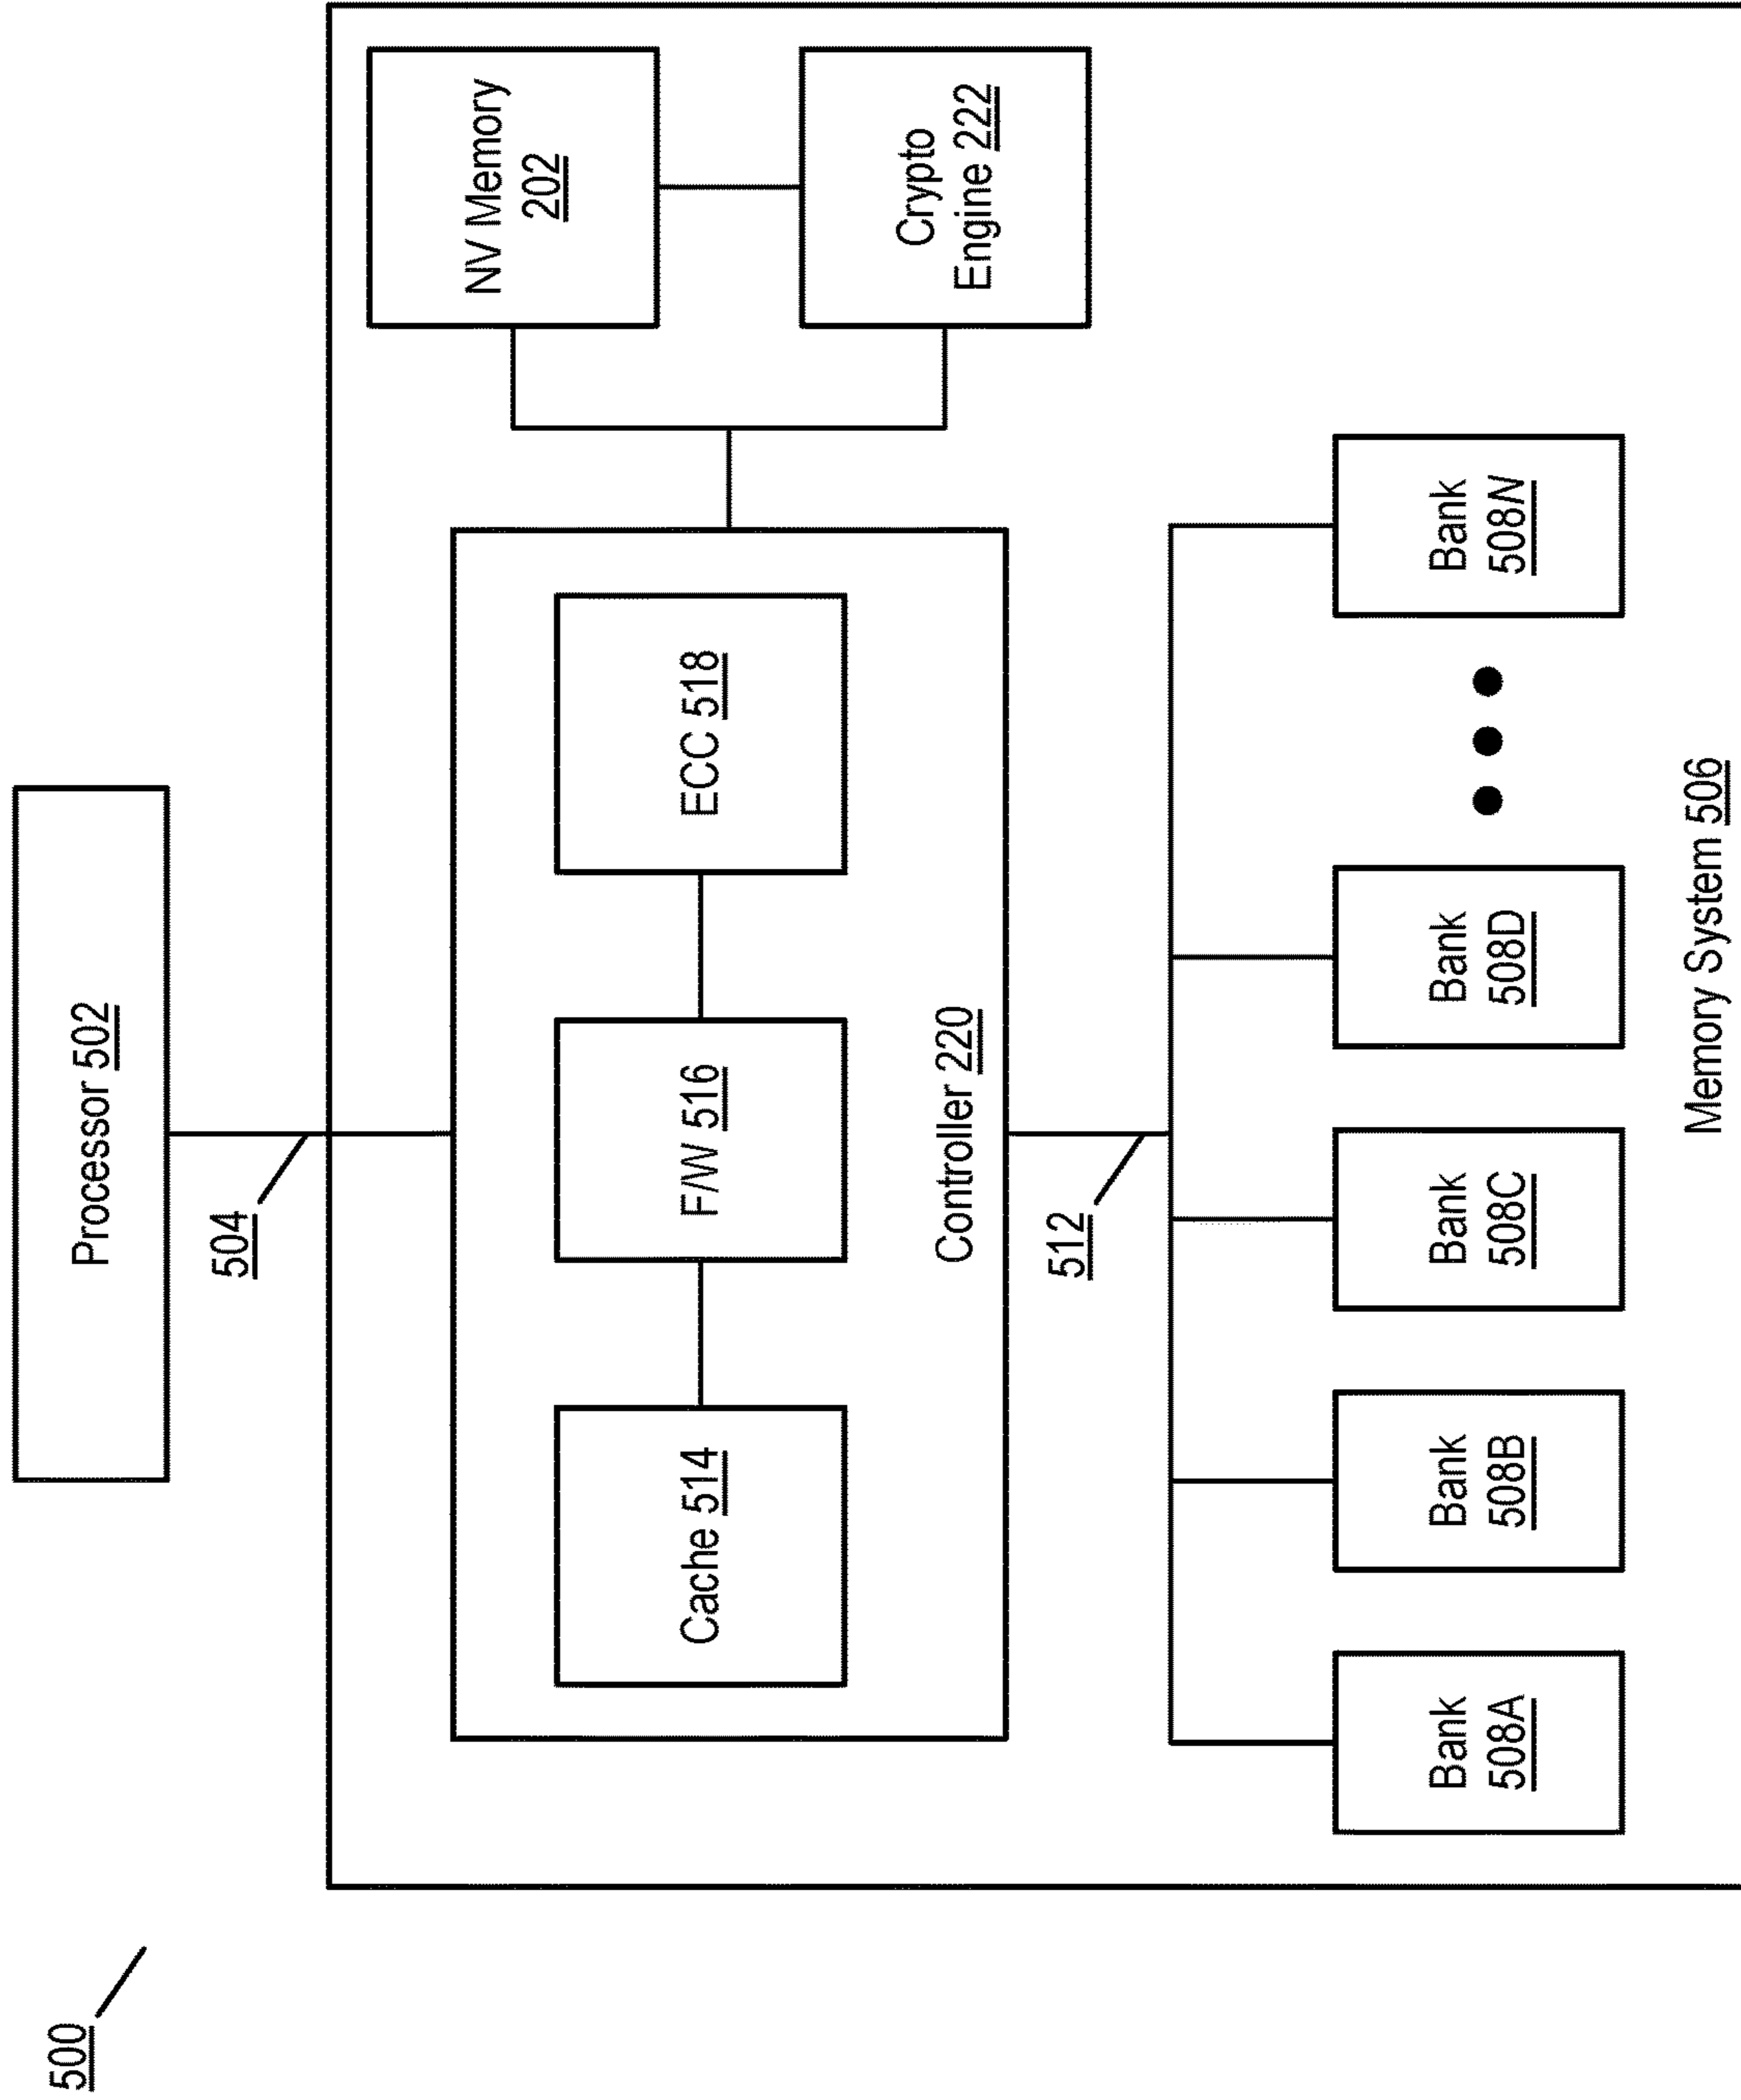 500
Processor 502
504
Cache 514
F/W 516
ECC 518
Controller 220
NV Memory
202
Crypto
Engine 222
512
Bank
508A
Bank
508B
Bank
508C
Bank
508D
Bank
508N
Memory System 506